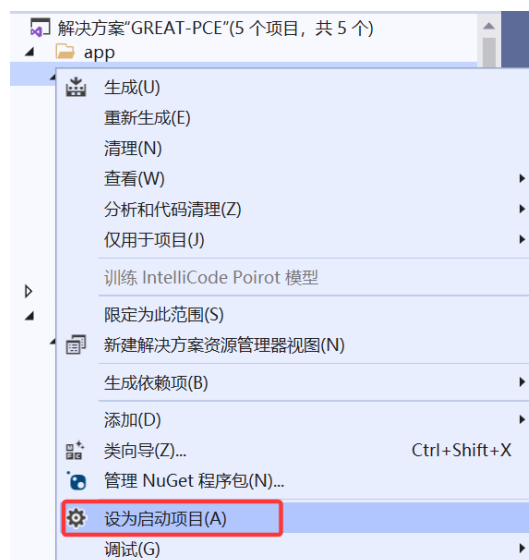 解决方案“GREAT-PCE”(5 个项目，共 5 个)
app
生成(U)
重新生成(E)
清理(N)
查看(W)
分析和代码清理(Z)
仅用于项目(J)
训练 IntelliCode Poirot 模型
限定为此范围(S)
新建解决方案资源管理器视图(N)
生成依赖项(B)
添加(D)
类向导(Z)... Ctrl+Shift+X
管理 NuGet 程序包(N)...
设为启动项目(A)
调试(G)